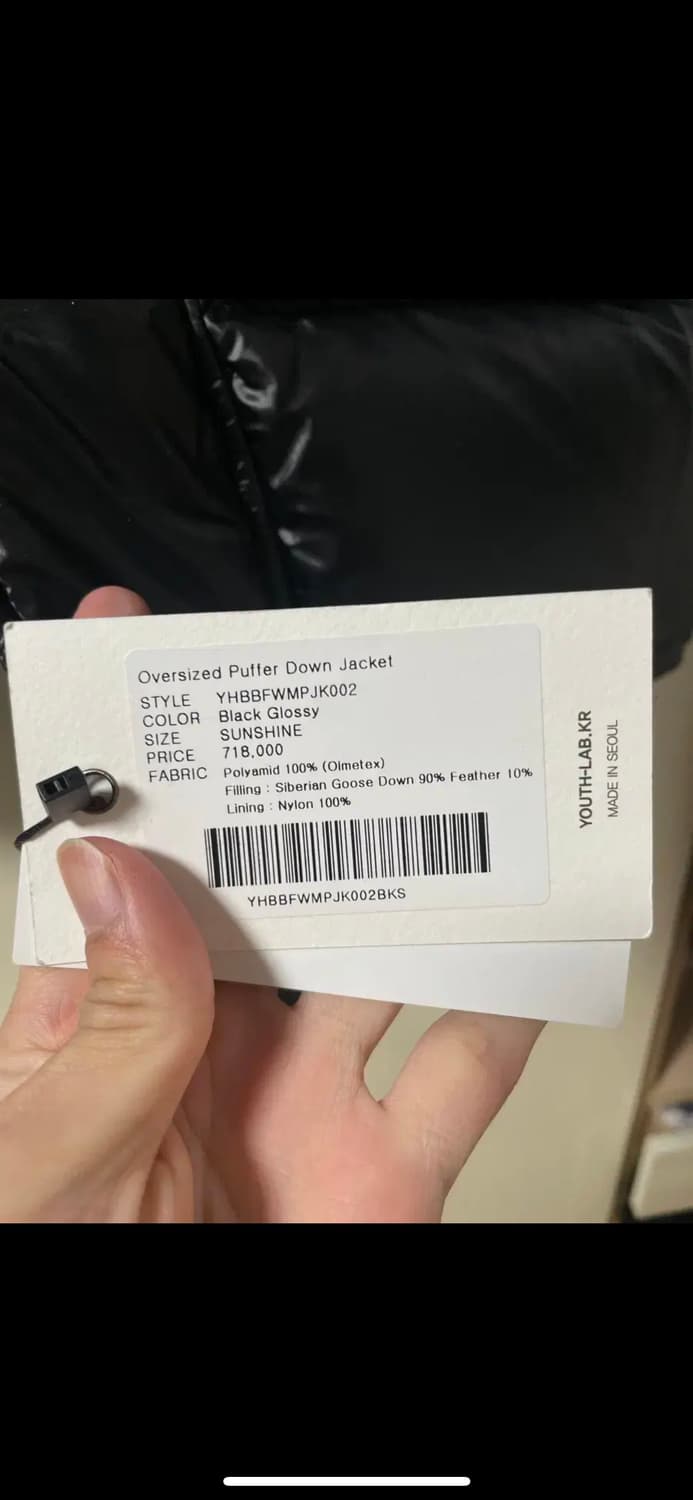 Oversized Puffer Down Jacket
STYLE YHBBFWMPJK002
COLOR Black Glossy
SIZE SUNSHINE
PRICE 718,000
FABRIC Polyamid 100% (Olmetex)
Filling : Siberian Goose Down 90% Feather 10%
Lining : Nylon 100%
YHBBFWMPJK002BKS
YOUTH-LAB.KR
MADE IN SEOUL